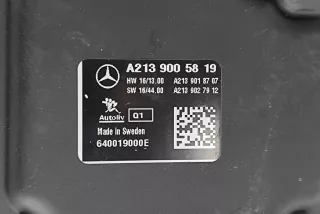 A213 900 58 19
HW 16/13.00 A213 901 87 07
SW 16/44.00 A213 902 79 12
Autoliv Q1
Made in Sweden
640019000E